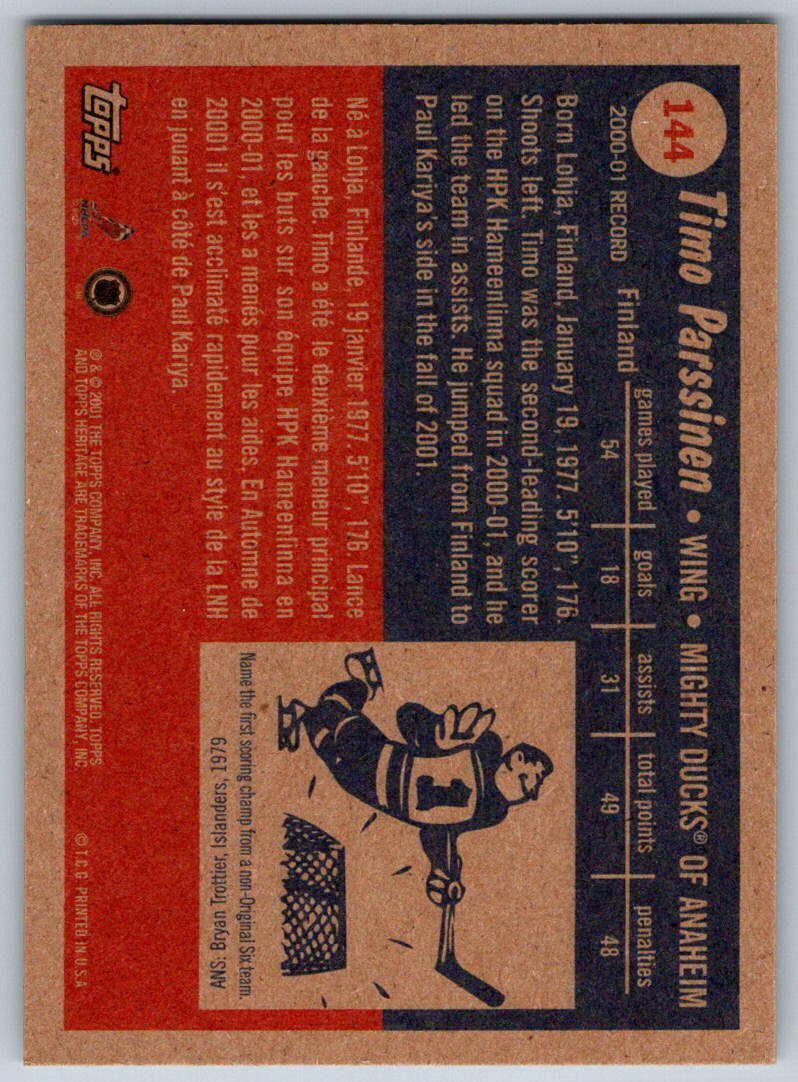 144
Timo Parssinen • WING • MIGHTY DUCKS® OF ANAHEIM
2000-01 RECORD
games played goals assists total points penalties
Finland 54 18 31 49 48
Born Lohja, Finland, January 19, 1977. 5'10", 176
Shoots left. Timo was the second-leading scorer
on the HPK Hameenlinna squad in 2000-01, and he
led the team in assists. He jumped from Finland to
Paul Kariya's side in the fall of 2001.
Né à Lohja, Finlande, 19 janvier 1977. 5'10", 176 Lance
de la gauche. Timo a été le deuxième meneur principal
pour les buts sur son équipe HPK Hameenlinna en
2000-01, et les a menés pour les aides. En Automne de
20001 il s'est acclimaté rapidement au style de la LNH
en jouant à côté de Paul Kariya.
1
Name the first scoring champ from a non-Original Six team.
ANS: Bryan Trottier, Islanders, 1979
Topps®
NHLPA
® & © 2001 THE TOPPS COMPANY, INC. ALL RIGHTS RESERVED. TOPPS
AND TOPPS HERITAGE ARE TRADEMARKS OF THE TOPPS COMPANY, INC.
© T.C.G. PRINTED IN U.S.A